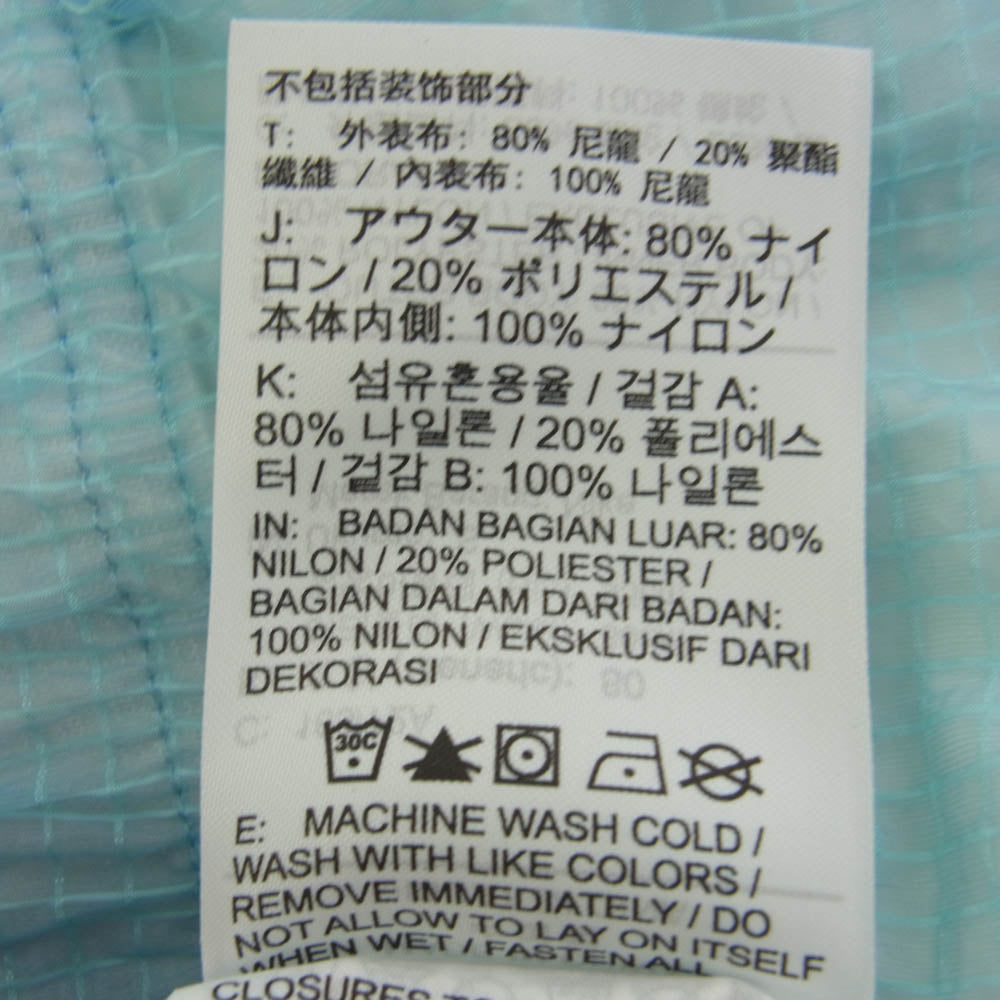 不包括装饰部分
T: 外表布: 80% 尼龍 / 20% 聚酯
纖維 / 內表布: 100% 尼龍
J: アウター本体: 80% ナイ
ロン / 20% ポリエステル /
本体内側: 100% ナイロン
K: 섬유혼용율 / 겉감 A:
80% 나일론 / 20% 폴리에스
터 / 겉감 B: 100% 나일론
IN: BADAN BAGIAN LUAR: 80%
NILON / 20% POLIESTER /
BAGIAN DALAM DARI BADAN:
100% NILON / EKSKLUSIF DARI
DEKORASI
30C
E: MACHINE WASH COLD /
WASH WITH LIKE COLORS /
REMOVE IMMEDIATELY / DO
NOT ALLOW TO LAY ON ITSELF
WHEN WET / FASTEN ALL
CLOSURES